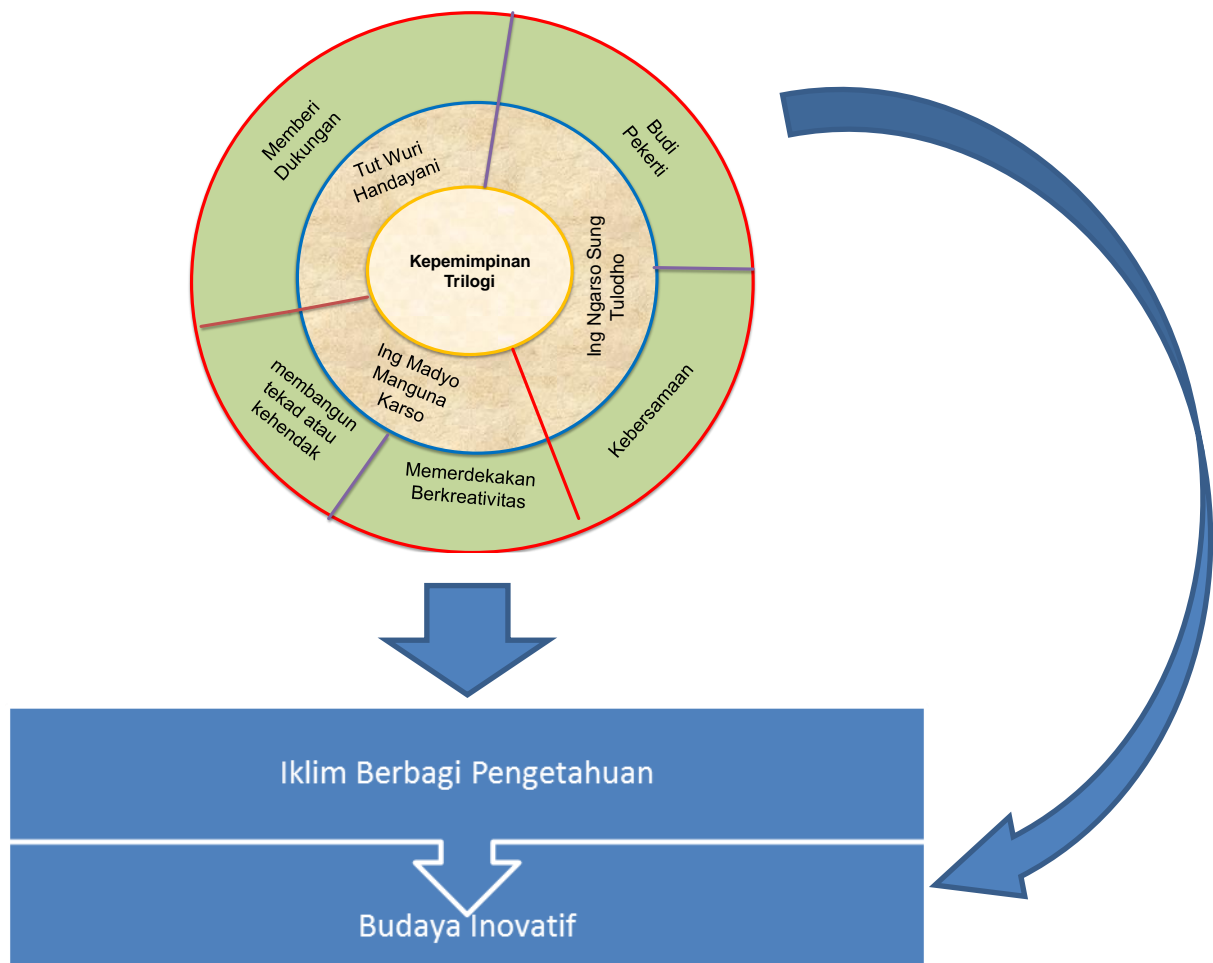 Memberi
Dukungan
Budi
Pekerti
Tut Wuri
Handayani
Kepemimpinan
Trilogi
Ing Ngarso Sung
Tulodho
Ing Madyo
Manguna
Karso
membangun
tekad atau
kehendak
Kebersamaan
Memerdekakan
Berkreativitas
Iklim Berbagi Pengetahuan
Budaya Inovatif